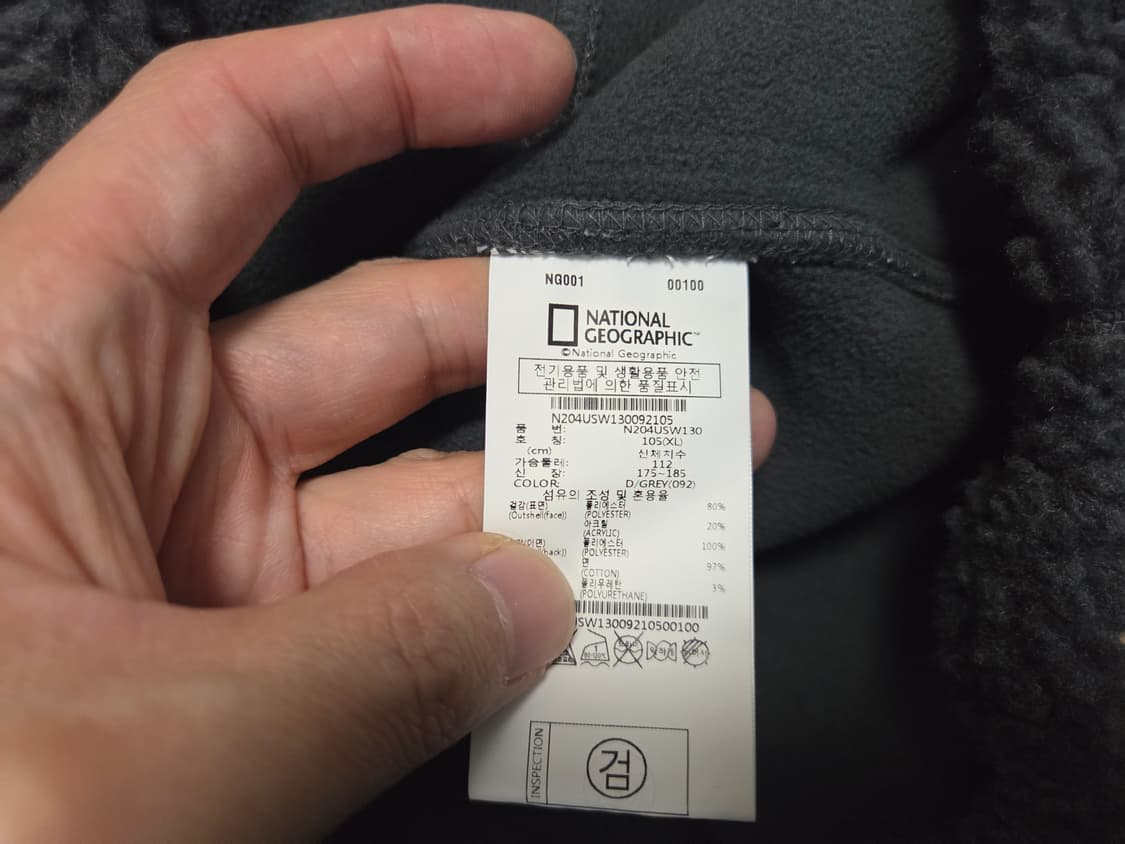 NG001 00100
NATIONAL
GEOGRAPHIC™
©National Geographic
전기용품 및 생활용품 안전
관리법에 의한 품질표시
N204USW130092105
품 번: N204USW130
호 칭: 105(XL)
(cm) 신체치수
가슴둘레: 112
신 장: 175~185
COLOR: D/GREY(092)
섬유의 조성 및 혼용율
겉감(표면) 폴리에스터 80%
(Outshell(face)) (POLYESTER)
아크릴 20%
(ACRYLIC)
폴리에스터 100%
(POLYESTER)
면 97%
(COTTON)
폴리우레탄 3%
(POLYURETHANE)
USW13009210500100
약하게
INSPECTION
검